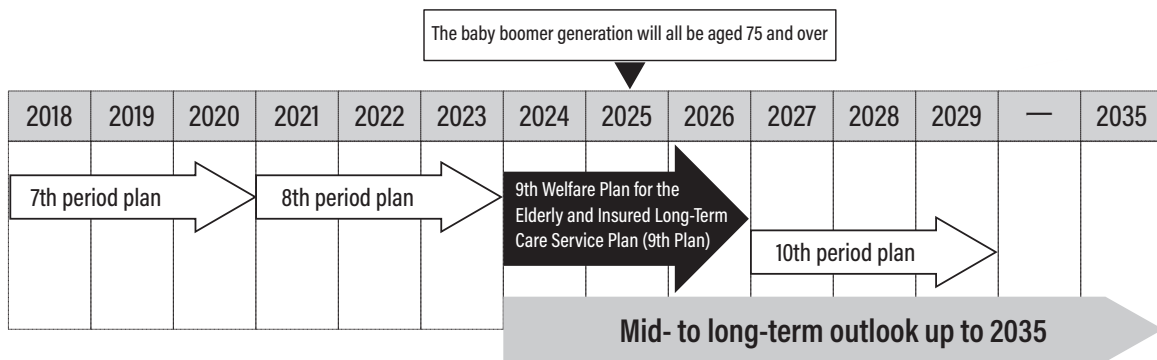 The baby boomer generation will all be aged 75 and over
2018 2019 2020 2021 2022 2023 2024 2025 2026 2027 2028 2029 — 2035
7th period plan
8th period plan
9th Welfare Plan for the
Elderly and Insured Long-Term
Care Service Plan (9th Plan)
10th period plan
Mid- to long-term outlook up to 2035